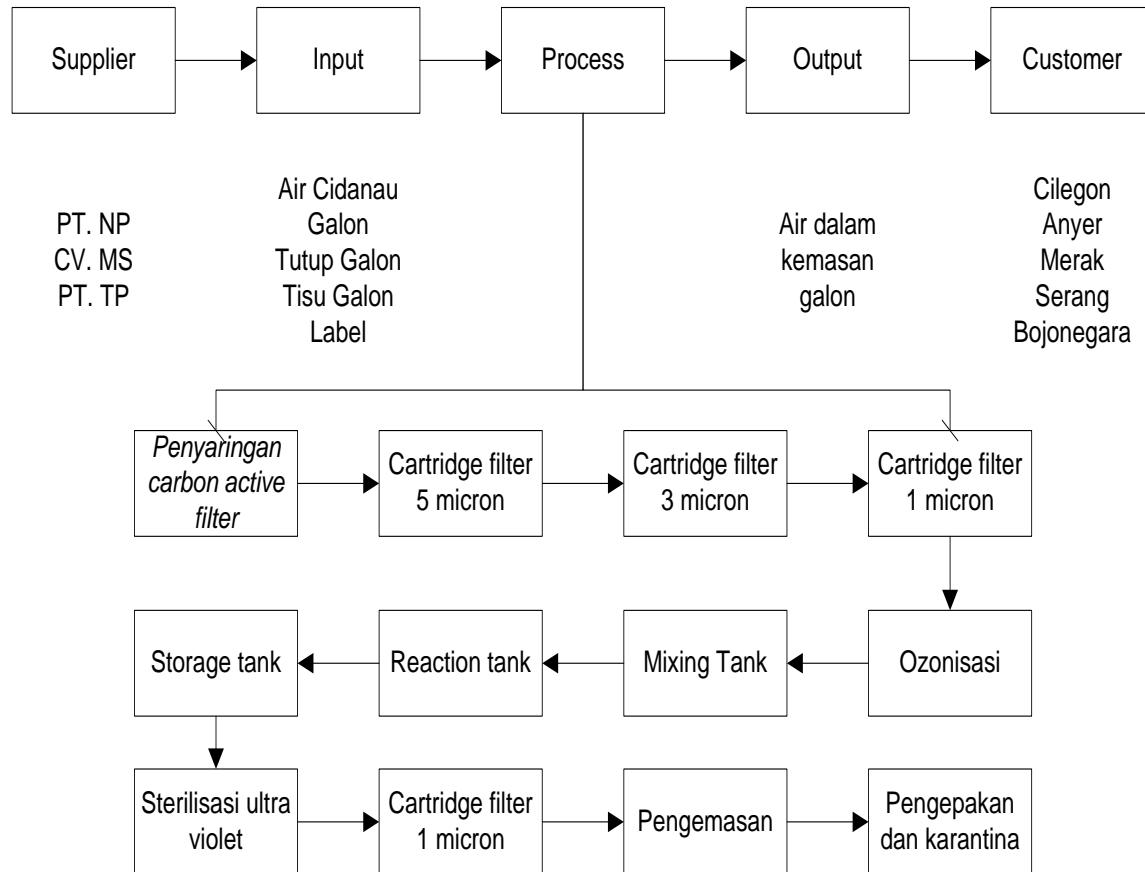 Supplier
Input
Process
Output
Customer
PT. NP
CV. MS
PT. TP
Air Cidanau
Galon
Tutup Galon
Tisu Galon
Label
Air dalam
kemasan
galon
Cilegon
Anyer
Merak
Serang
Bojonegara
Penyaringan
carbon active
filter
Cartridge filter
5 micron
Cartridge filter
3 micron
Cartridge filter
1 micron
Storage tank
Reaction tank
Mixing Tank
Ozonisasi
Sterilisasi ultra
violet
Cartridge filter
1 micron
Pengemasan
Pengepakan
dan karantina